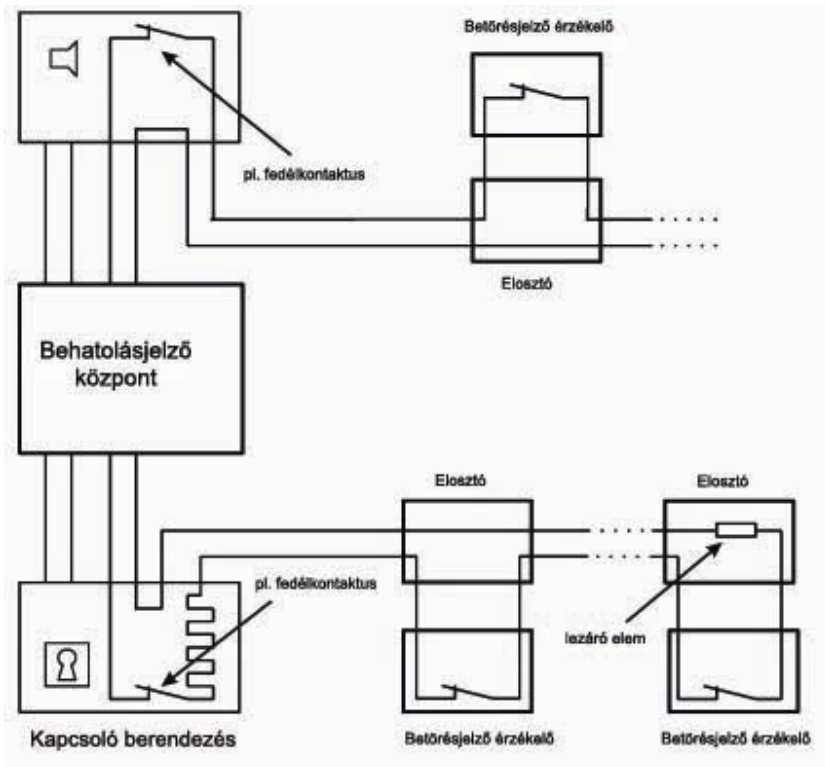 Betörésjelző érzékelő
pl. fedélkontaktus
Elosztó
Behatolásjelző
központ
Elosztó
Elosztó
pl. fedélkontaktus
lezáró elem
Kapcsoló berendezés
Betörésjelző érzékelő
Betörésjelző érzékelő